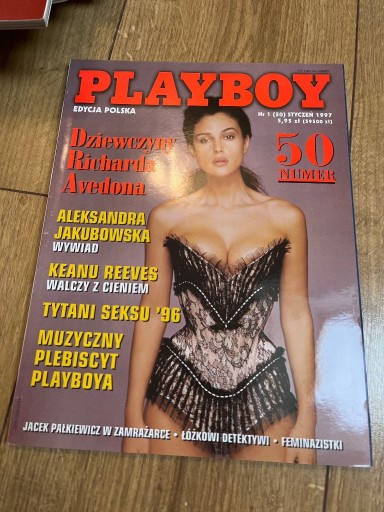 PLAYBOY
EDYCJA POLSKA
Nr 1 (50) STYCZEŃ 1997
5,95 zł (59500 zł)
Dziewczyny
Richarda
Avedona
50
NUMER
ALEKSANDRA
JAKUBOWSKA
WYWIAD
KEANU REEVES
WALCZY Z CIENIEM
TYTANI SEKSU '96
MUZYCZNY
PLEBISCYT
PLAYBOYA
JACEK PAŁKIEWICZ W ZAMRAŻARCE • ŁÓŻKOWI DETEKTYWI • FEMINAZISTKI